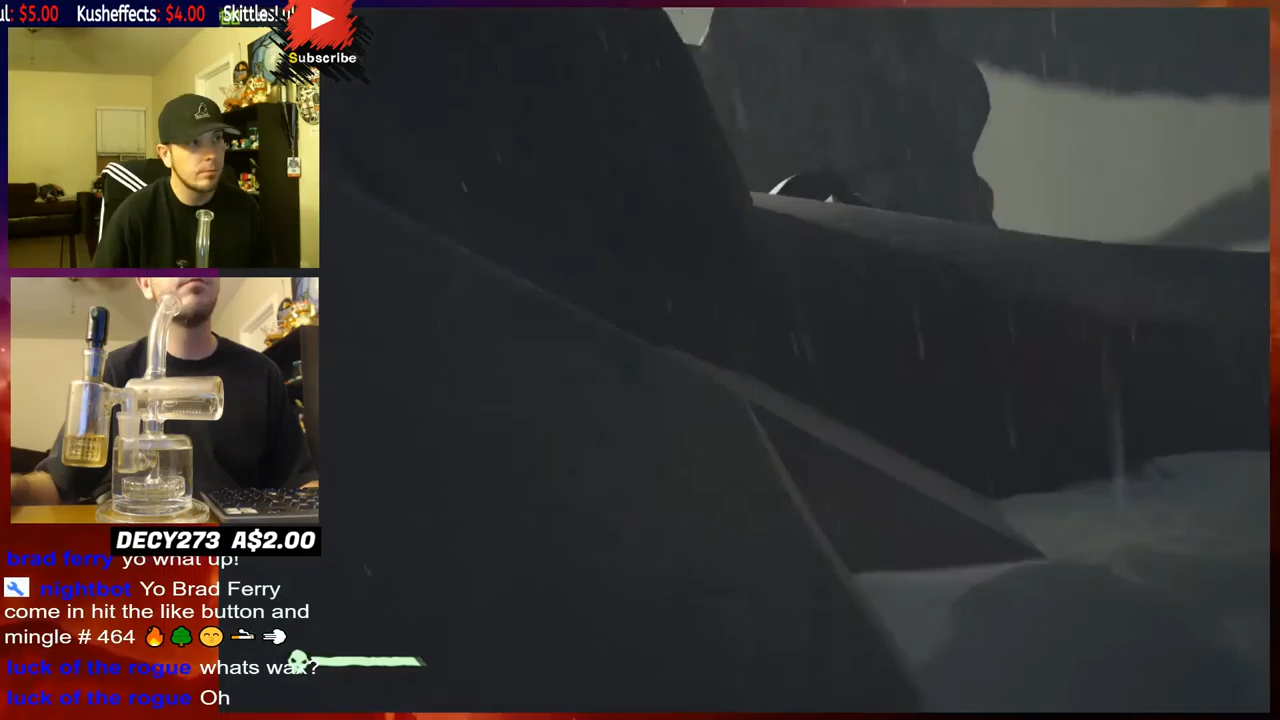 ul: $5.00 Kusheffects: $4.00 Skittles
Subscribe
DECY273 A$2.00
brad ferry yo what up!
nightbot Yo Brad Ferry
come in hit the like button and
mingle # 464 🔥🌳😙🚬💨
luck of the rogue whats wax?
luck of the rogue Oh